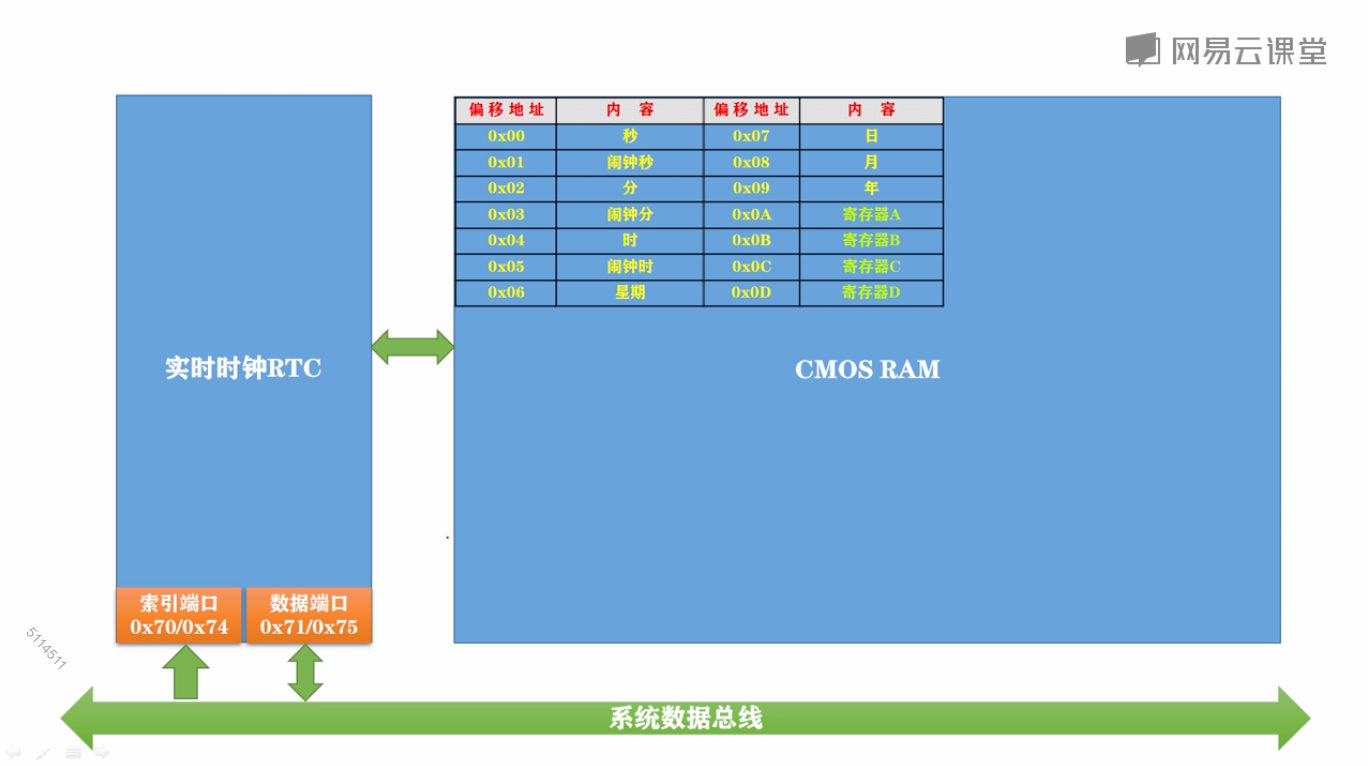 网易云课堂
偏移地址 内 容 偏移地址 内 容
0x00 秒 0x07 日
0x01 闹钟秒 0x08 月
0x02 分 0x09 年
0x03 闹钟分 0x0A 寄存器A
0x04 时 0x0B 寄存器B
0x05 闹钟时 0x0C 寄存器C
0x06 星期 0x0D 寄存器D
实时时钟RTC
CMOS RAM
索引端口
0x70/0x74
数据端口
0x71/0x75
5114511
系统数据总线